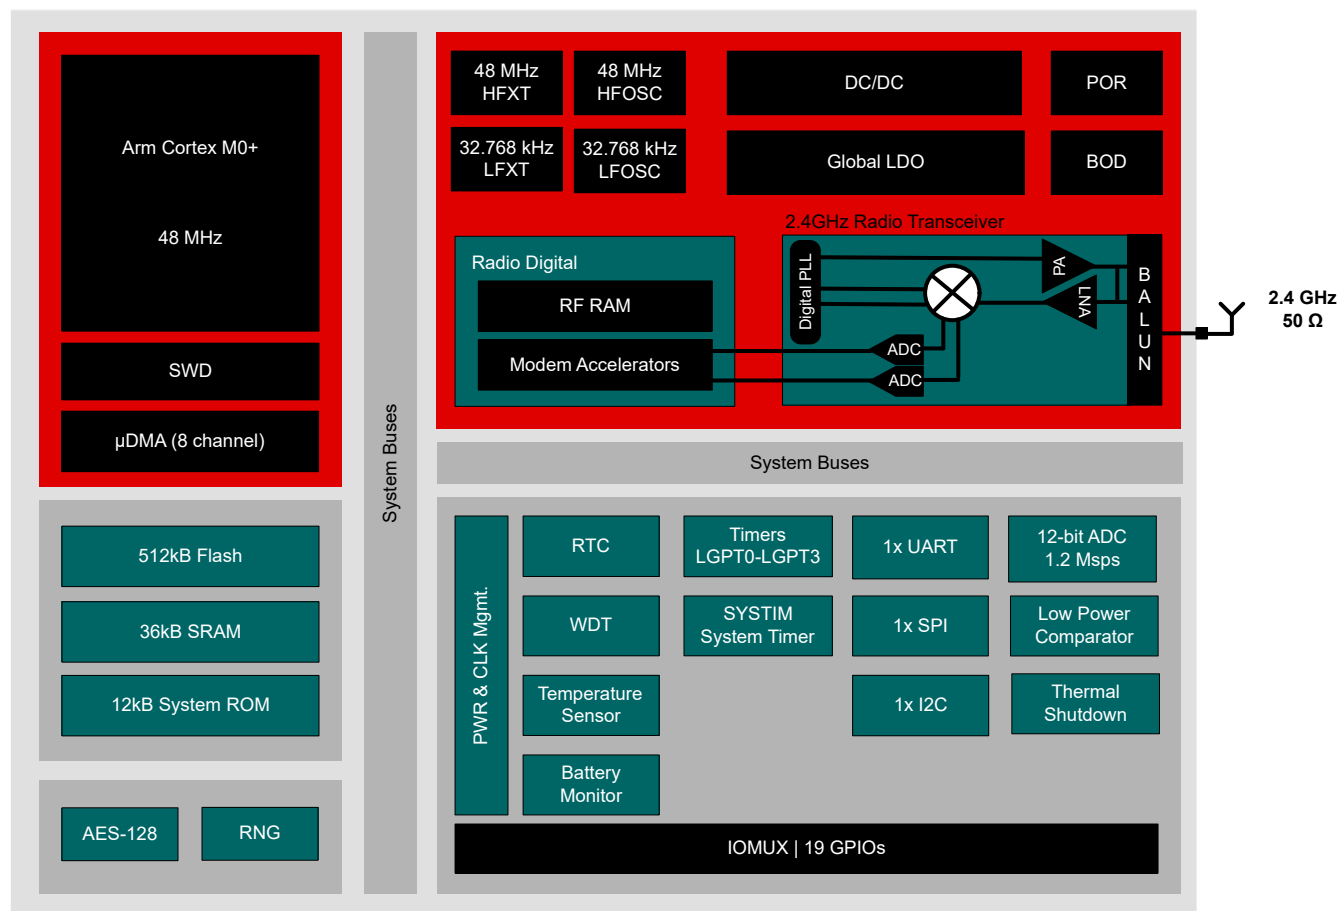 Arm Cortex M0+
48 MHz
SWD
µDMA (8 channel)
512kB Flash
36kB SRAM
12kB System ROM
AES-128
RNG
System Buses
48 MHz
HFXT
48 MHz
HFOSC
32.768 kHz
LFXT
32.768 kHz
LFOSC
DC/DC
Global LDO
POR
BOD
Radio Digital
RF RAM
Modem Accelerators
2.4GHz Radio Transceiver
Digital PLL
PA
LNA
ADC
ADC
BALUN
2.4 GHz
50 Ω
System Buses
PWR & CLK Mgmt.
RTC
WDT
Temperature
Sensor
Battery
Monitor
Timers
LGPT0-LGPT3
SYSTIM
System Timer
1x UART
1x SPI
1x I2C
12-bit ADC
1.2 Msps
Low Power
Comparator
Thermal
Shutdown
IOMUX | 19 GPIOs